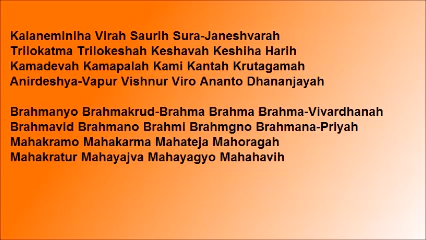 Kalaneminiha Virah Saurih Sura-Janeshvarah
Trilokatma Trilokeshah Keshavah Keshiha Harih
Kamadevah Kamapalah Kami Kantah Krutagamah
Anirdeshya-Vapur Vishnur Viro Ananto Dhananjayah
Brahmanyo Brahmakrud-Brahma Brahma Brahma-Vivardhanah
Brahmavid Brahmano Brahmi Brahmgno Brahmana-Priyah
Mahakramo Mahakarma Mahateja Mahoragah
Mahakratur Mahayajva Mahayagyo Mahahavih